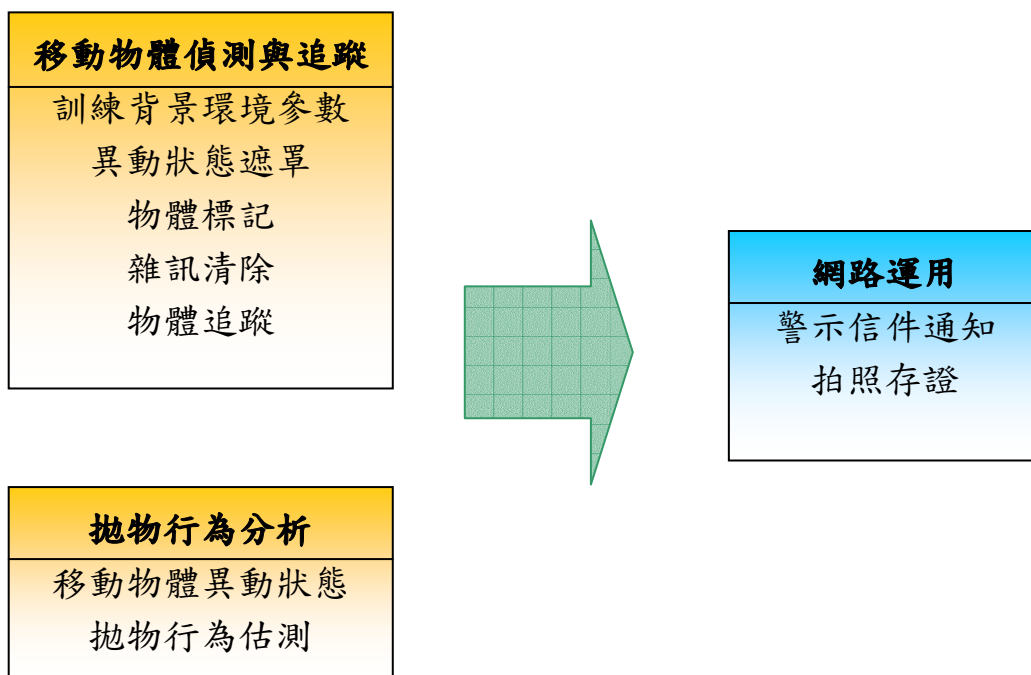 移動物體偵測與追蹤
訓練背景環境參數
異動狀態遮罩
物體標記
雜訊清除
物體追蹤
拋物行為分析
移動物體異動狀態
拋物行為估測
網路運用
警示信件通知
拍照存證